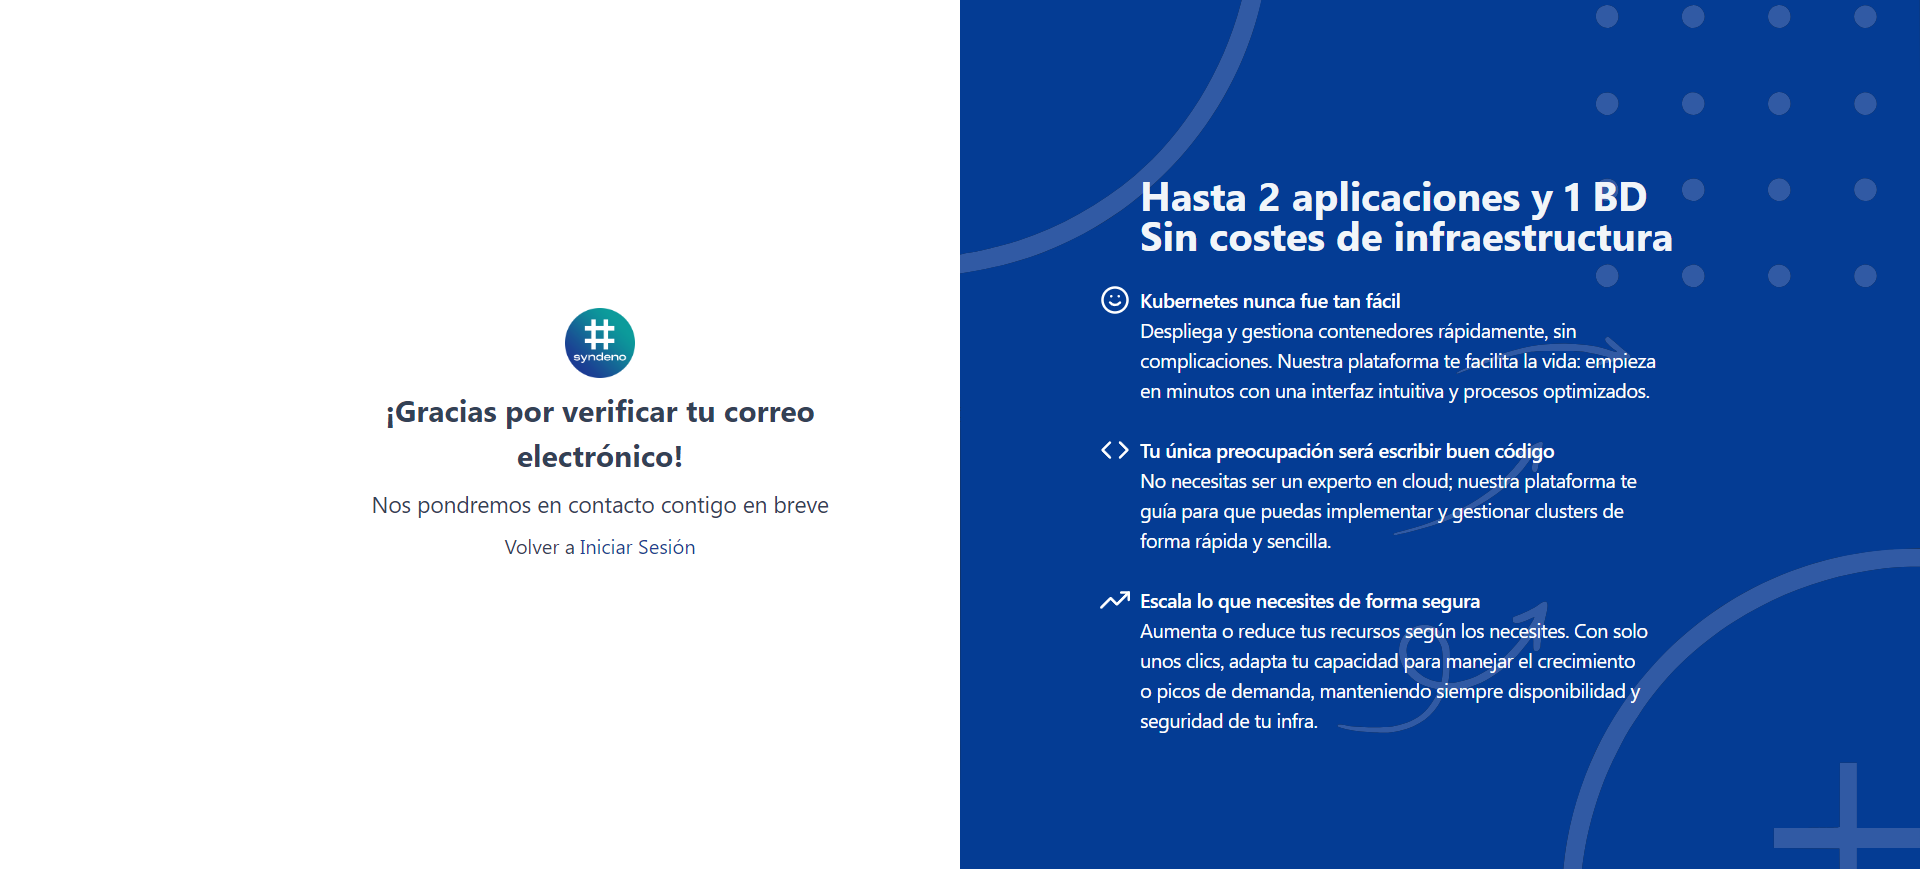 syndeno
¡Gracias por verificar tu correo
electrónico!
Nos pondremos en contacto contigo en breve
Volver a Iniciar Sesión
Hasta 2 aplicaciones y 1 BD
Sin costes de infraestructura
Kubernetes nunca fue tan fácil
Despliega y gestiona contenedores rápidamente, sin
complicaciones. Nuestra plataforma te facilita la vida: empieza
en minutos con una interfaz intuitiva y procesos optimizados.
Tu única preocupación será escribir buen código
No necesitas ser un experto en cloud; nuestra plataforma te
guía para que puedas implementar y gestionar clusters de
forma rápida y sencilla.
Escala lo que necesites de forma segura
Aumenta o reduce tus recursos según los necesites. Con solo
unos clics, adapta tu capacidad para manejar el crecimiento
o picos de demanda, manteniendo siempre disponibilidad y
seguridad de tu infra.